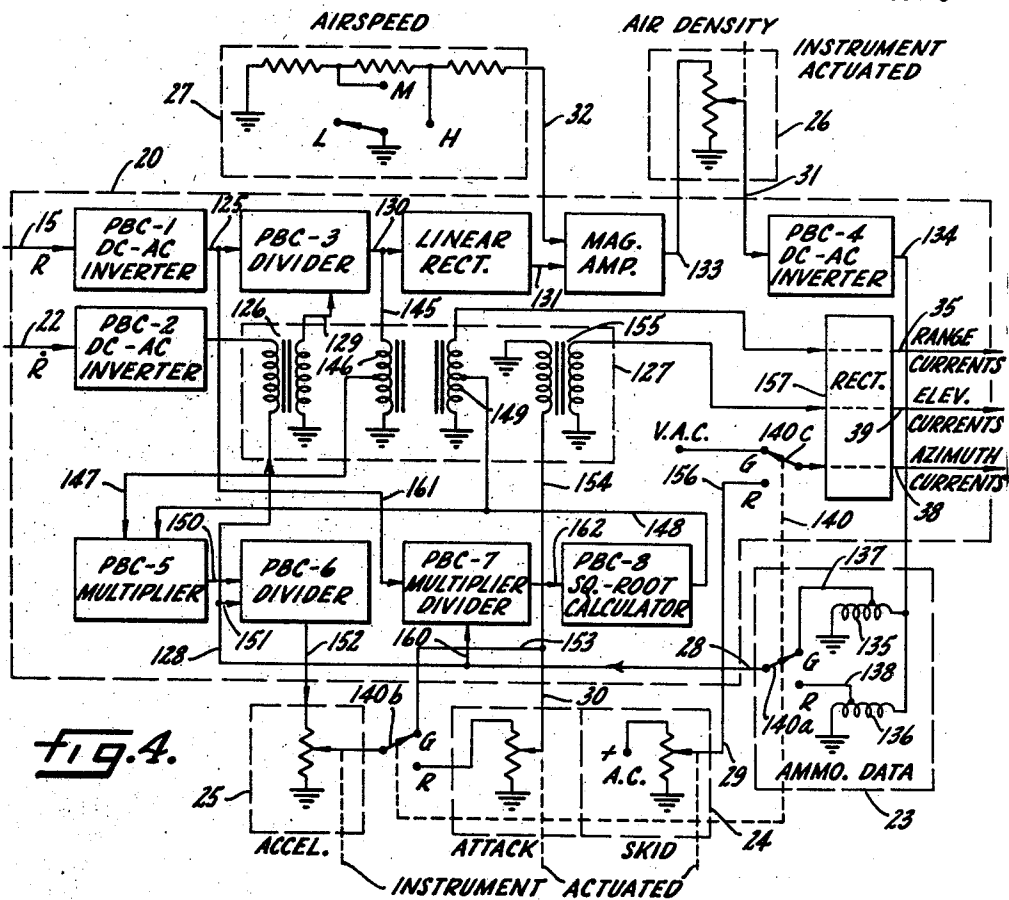 AIRSPEED
AIR DENSITY
INSTRUMENT
ACTUATED
27
M
L
H
32
26
31
20
15
R
PBC-1
DC-AC
INVERTER
125
PBC-3
DIVIDER
130
LINEAR
RECT.
131
MAG.
AMP.
133
PBC-4
DC-AC
INVERTER
134
22
Ṙ
PBC-2
DC-AC
INVERTER
126
129
145
146
149
155
127
157
RECT.
35
RANGE
CURRENTS
ELEV.
39
CURRENTS
AZIMUTH
CURRENTS
38
V.A.C.
140c
G
R
156
147
161
154
148
140
150
PBC-5
MULTIPLIER
PBC-6
DIVIDER
PBC-7
MULTIPLIER
DIVIDER
162
PBC-8
SQ.-ROOT
CALCULATOR
137
135
128
151
152
160
153
28
G
138
R
140a
136
30
29
140b
G
R
+
A.C.
25
24
AMMO. DATA
23
Fig.4.
ACCEL.
ATTACK
SKID
INSTRUMENT ACTUATED